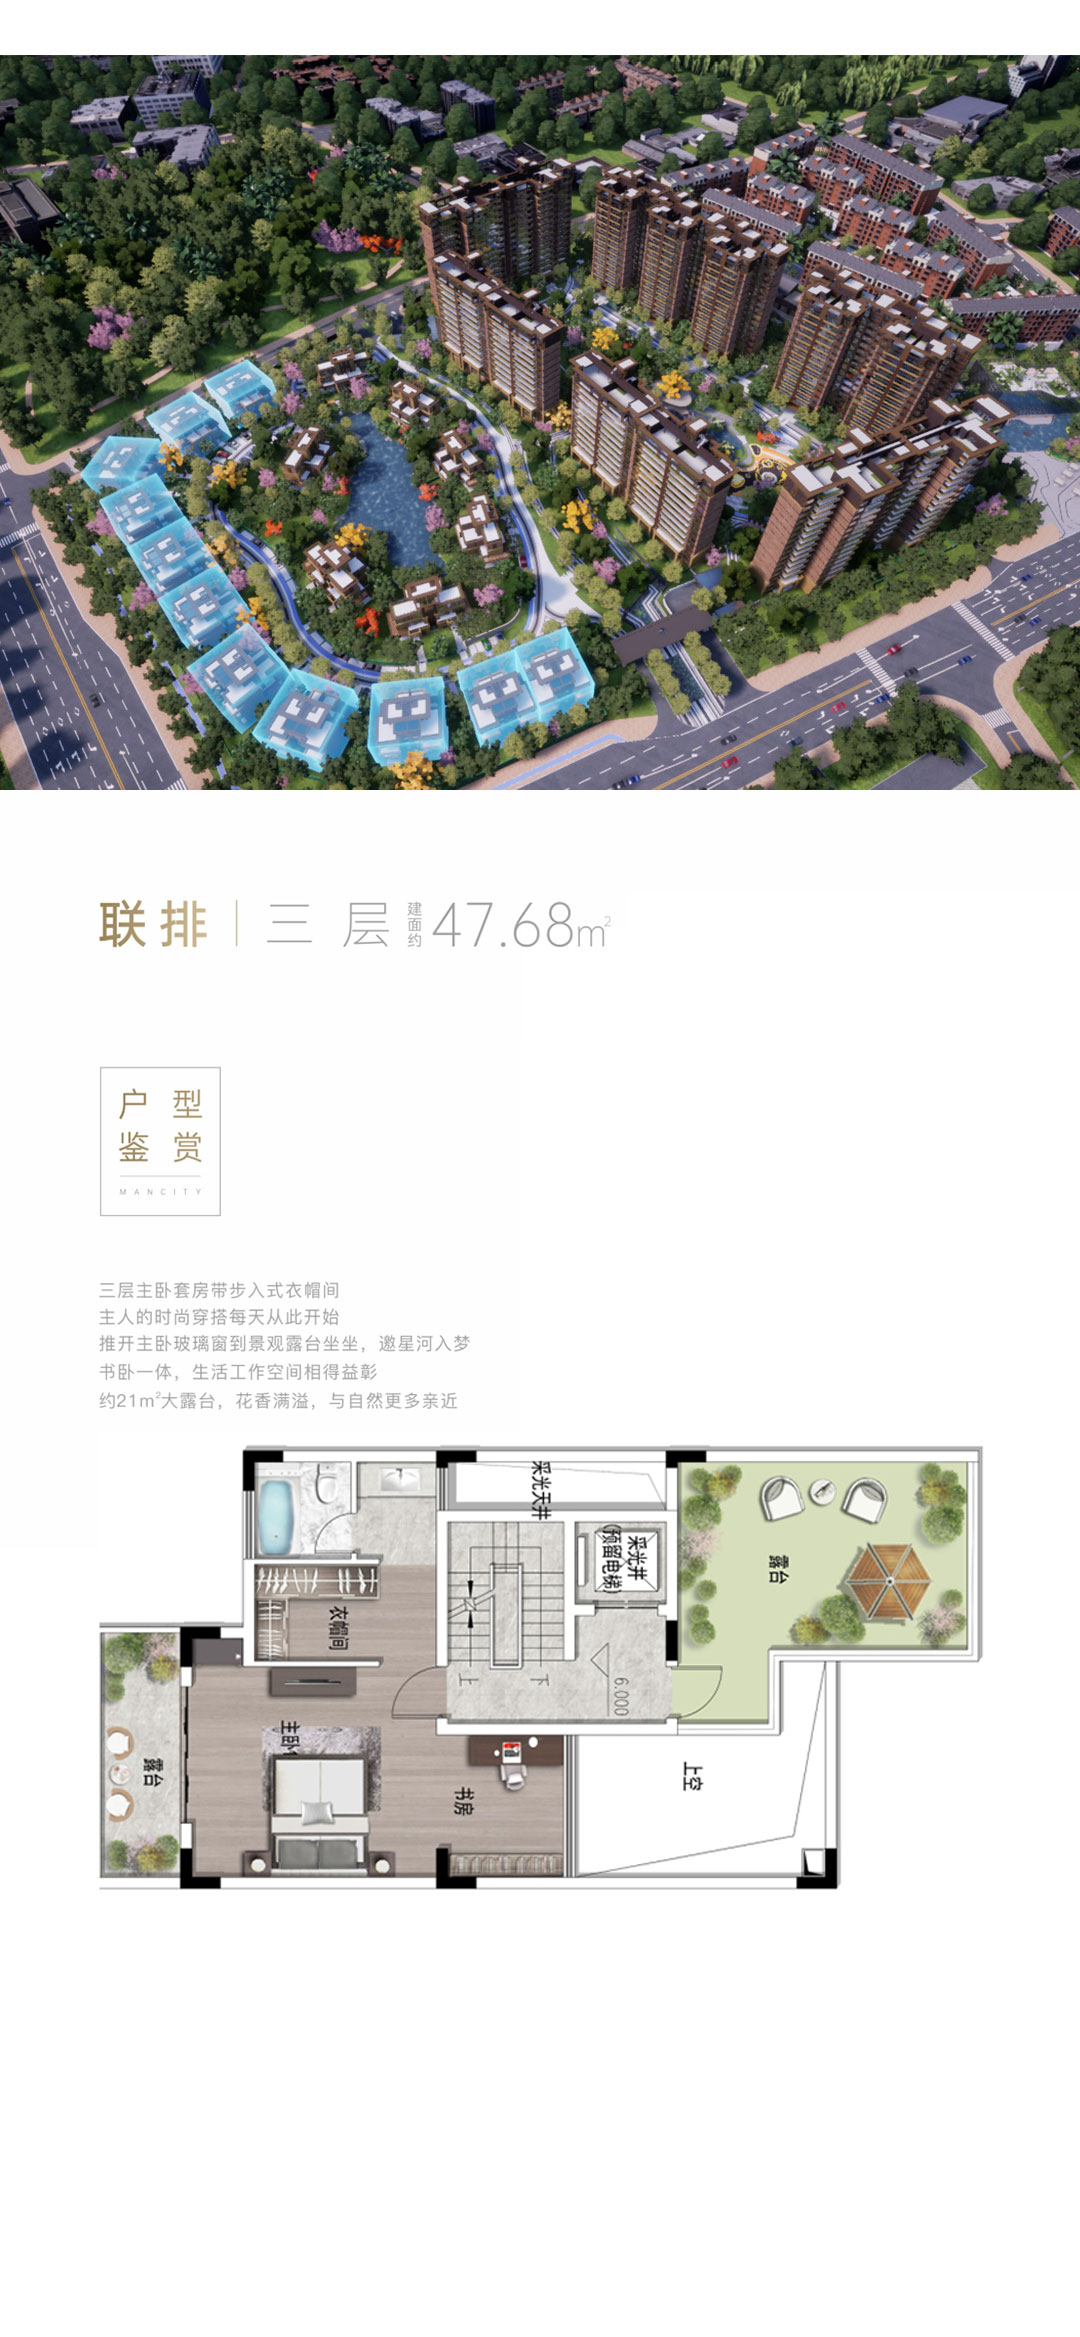 联排 三层 建面约 47.68m²
户型
鉴赏
MANCITY
三层主卧套房带步入式衣帽间
主人的时尚穿搭每天从此开始
推开主卧玻璃窗到景观露台坐坐，邀星河入梦
书卧一体，生活工作空间相得益彰
约21m²大露台，花香满溢，与自然更多亲近
采光天井
采光井
(预留电梯)
露台
衣帽间
上
下
6.000
主卧
露台
书房
上空